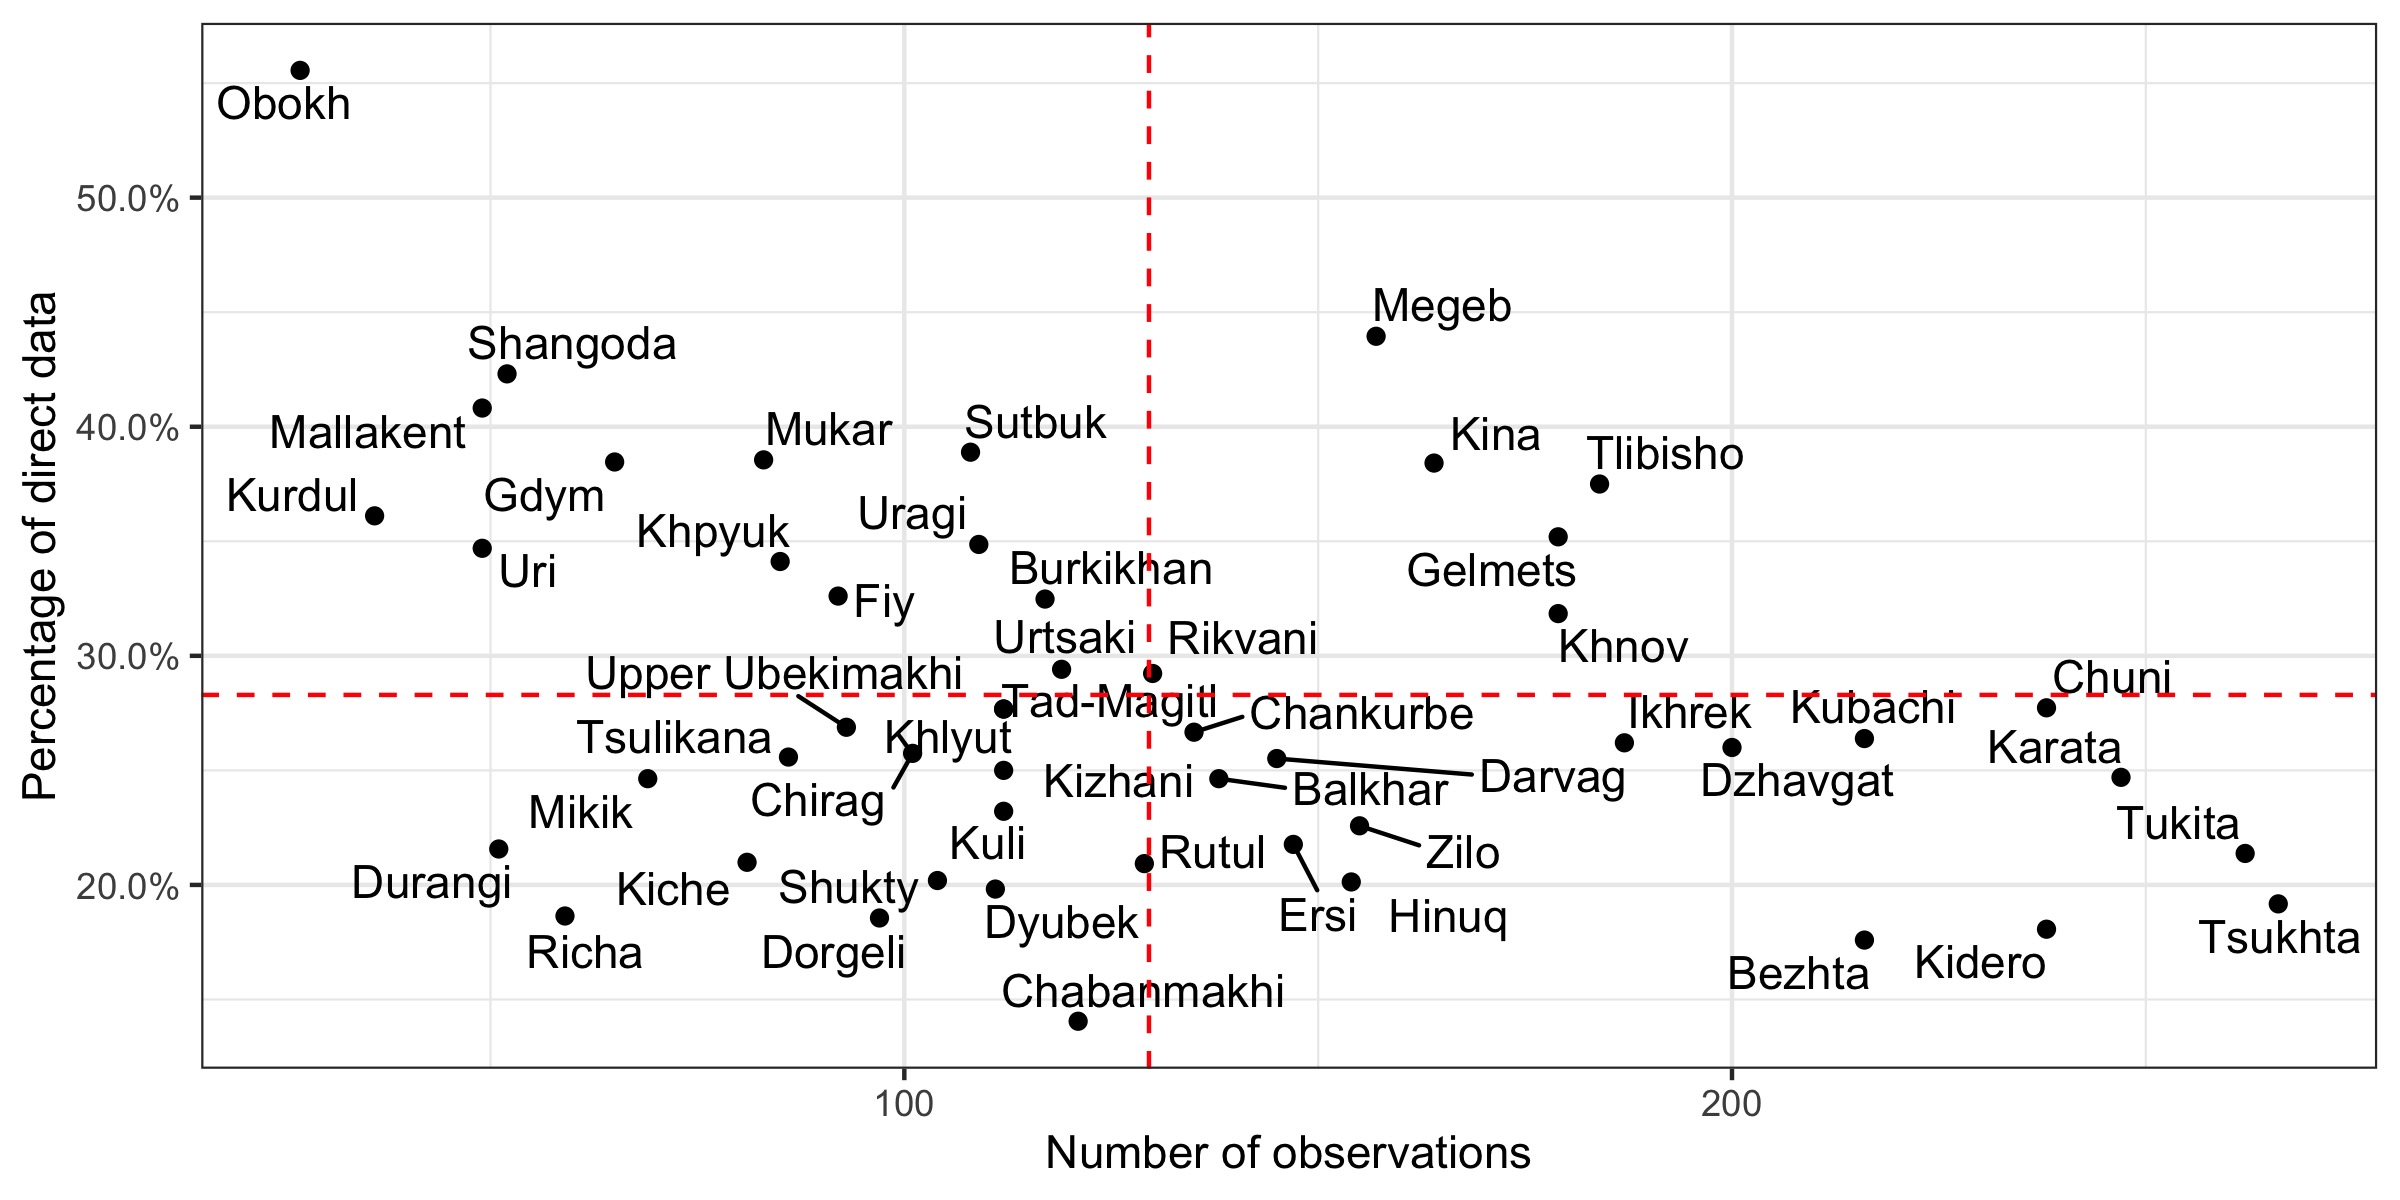 Obokh
50.0%
Megeb
Shangoda
Mallakent
40.0%
Mukar
Sutbuk
Kina
Tlibisho
Kurdul
Gdym
Uragi
Khpyuk
Uri
Burkikhan
Gelmets
Fiy
Urtsaki
Rikvani
Khnov
30.0%
Upper Ubekimakhi
Chuni
Tad-Magitl
Chankurbe
Ikhrek
Kubachi
Tsulikana
Khlyut
Karata
Kizhani
Balkhar
Darvag
Dzhavgat
Mikik
Chirag
Tukita
Kuli
Rutul
Zilo
Durangi
20.0%
Kiche
Shukty
Dyubek
Ersi
Hinuq
Tsukhta
Richa
Dorgeli
Bezhta
Kidero
Chabanmakhi
100
200
Number of observations
Percentage of direct data